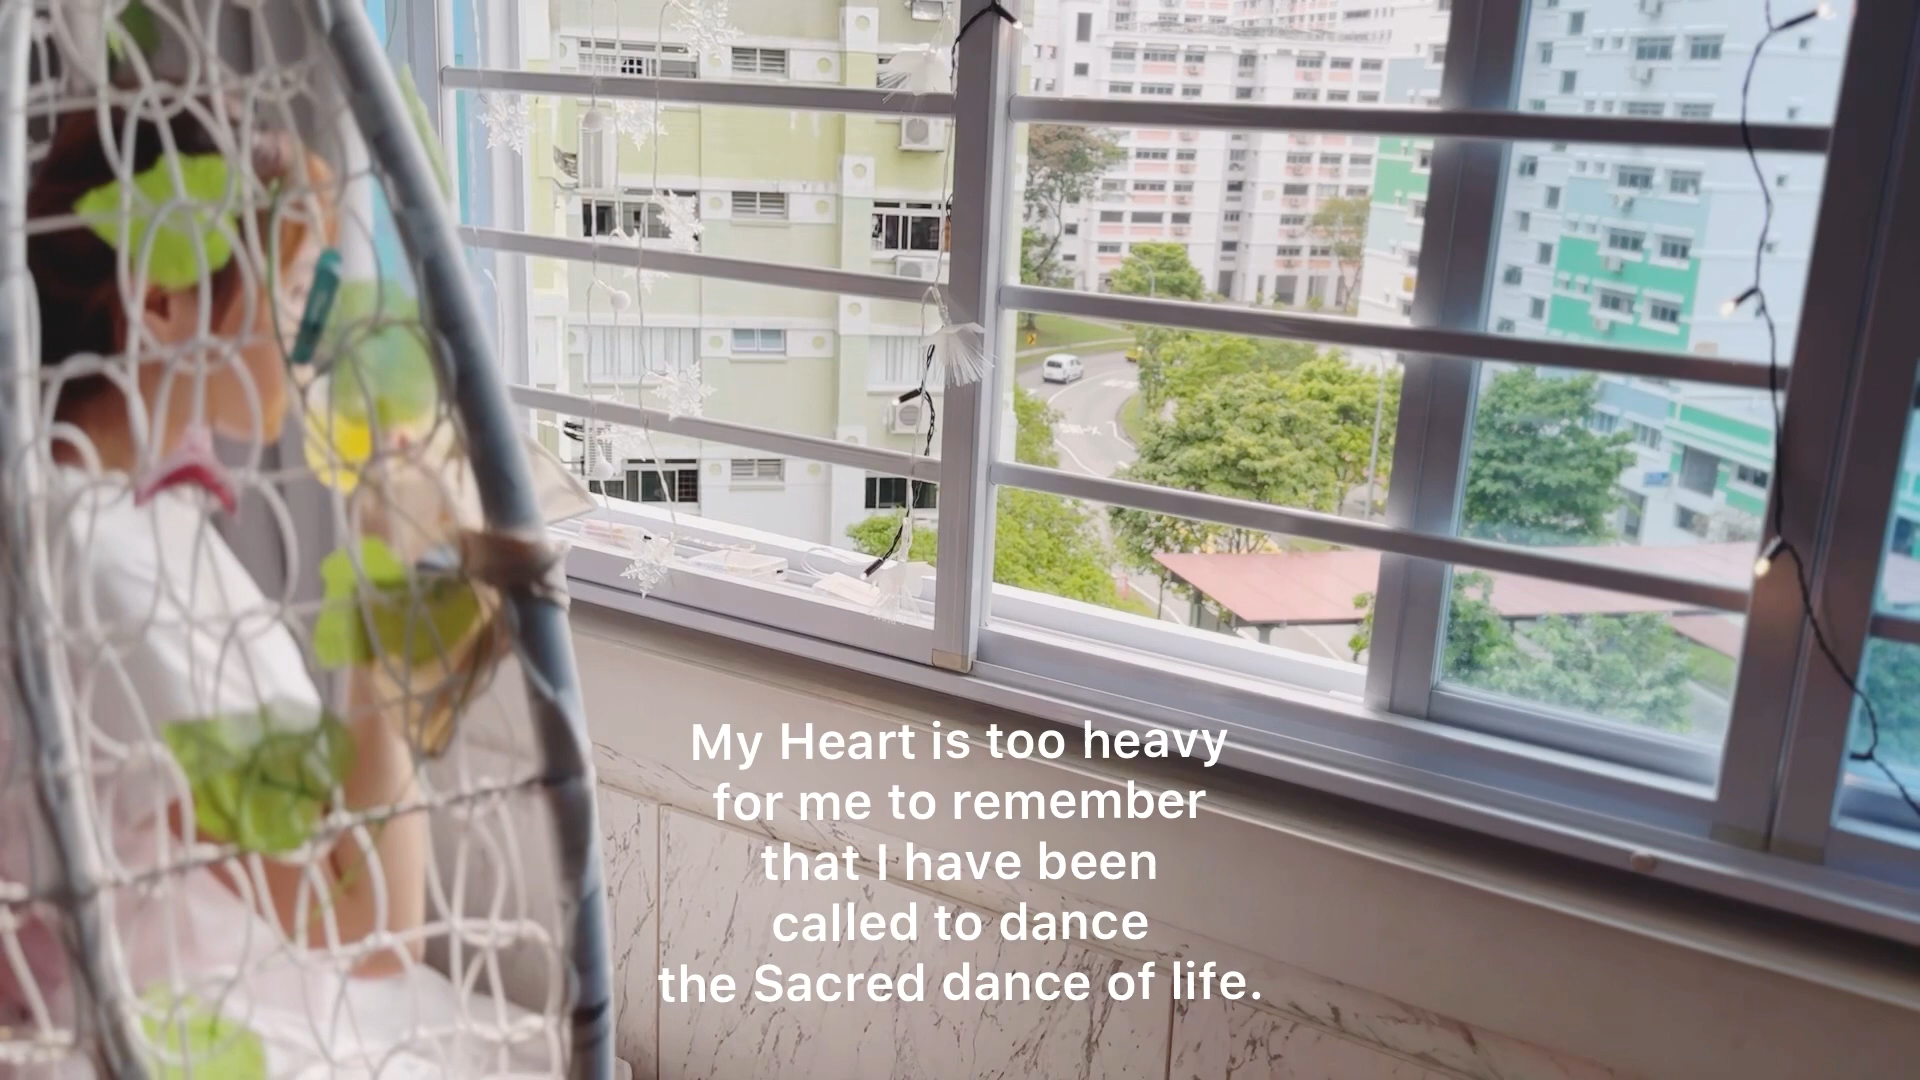 My Heart is too heavy
for me to remember
that I have been
called to dance
the Sacred dance of life.